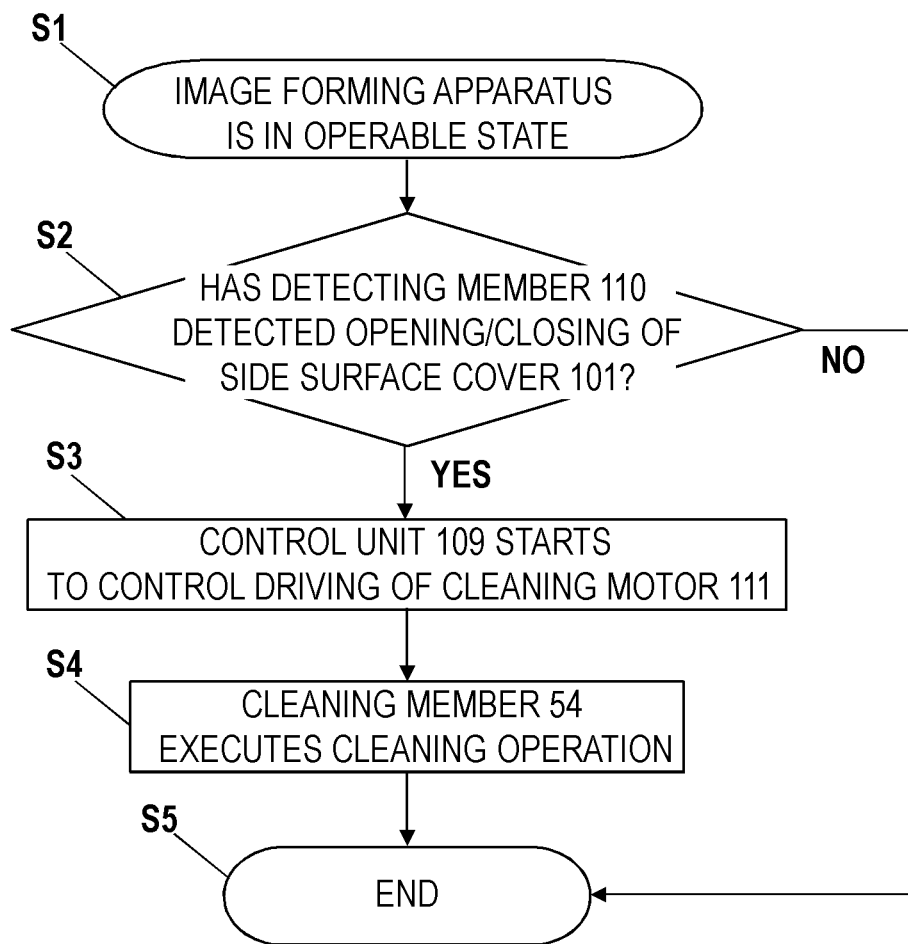 S1
IMAGE FORMING APPARATUS
IS IN OPERABLE STATE
S2
HAS DETECTING MEMBER 110
DETECTED OPENING/CLOSING OF
SIDE SURFACE COVER 101?
NO
YES
S3
CONTROL UNIT 109 STARTS
TO CONTROL DRIVING OF CLEANING MOTOR 111
S4
CLEANING MEMBER 54
EXECUTES CLEANING OPERATION
S5
END